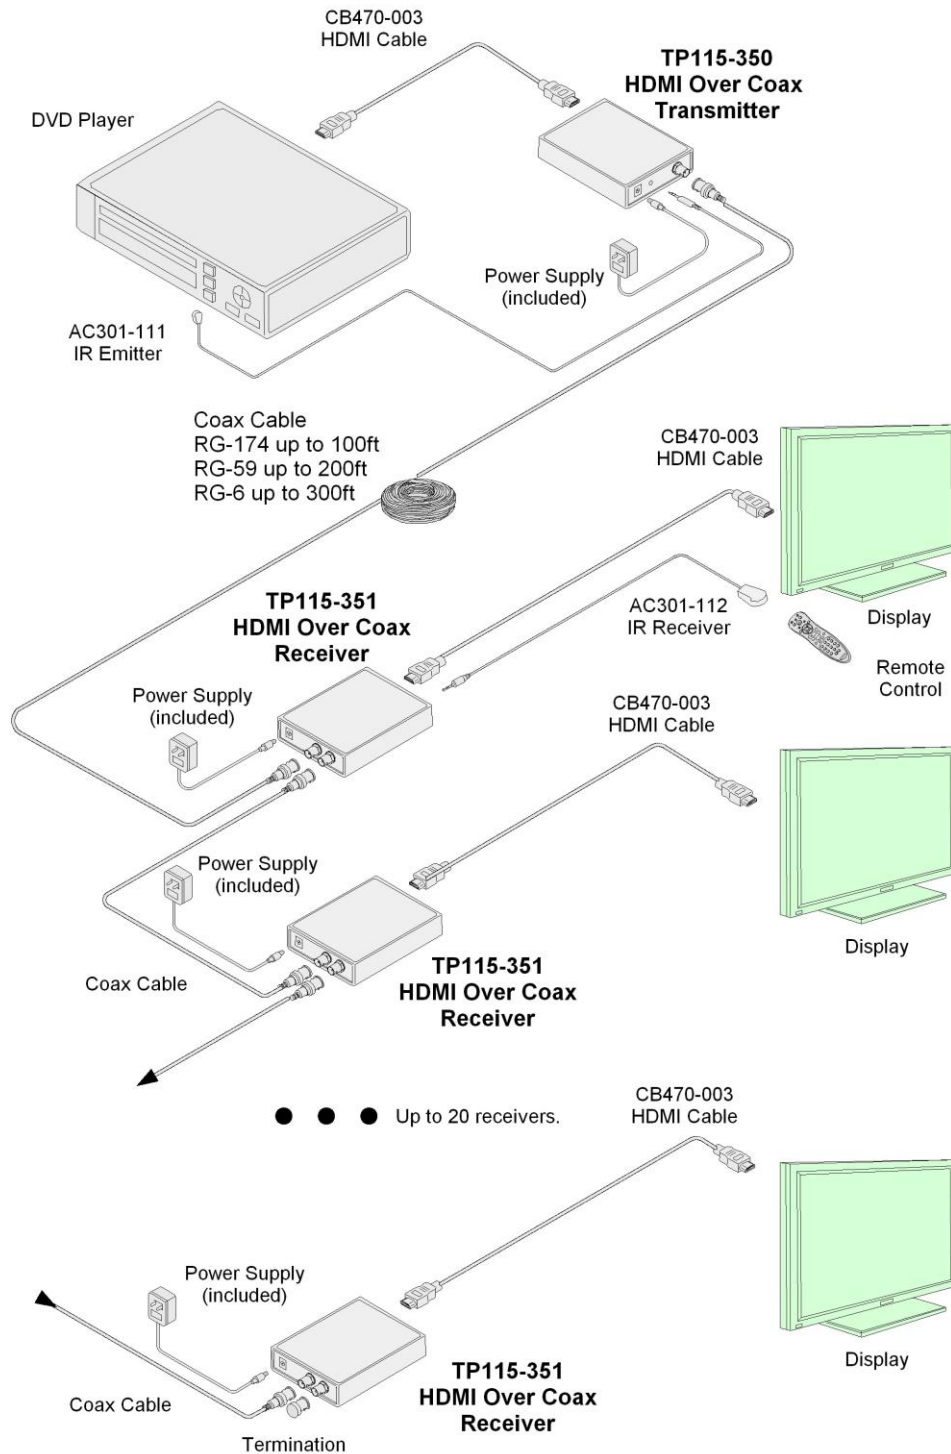 CB470-003
HDMI Cable
TP115-350
HDMI Over Coax
Transmitter
DVD Player
Power Supply
(included)
AC301-111
IR Emitter
Coax Cable
RG-174 up to 100ft
RG-59 up to 200ft
RG-6 up to 300ft
CB470-003
HDMI Cable
TP115-351
HDMI Over Coax
Receiver
AC301-112
IR Receiver
Display
Remote
Control
Power Supply
(included)
CB470-003
HDMI Cable
Power Supply
(included)
Display
Coax Cable
TP115-351
HDMI Over Coax
Receiver
Up to 20 receivers.
CB470-003
HDMI Cable
Power Supply
(included)
Display
TP115-351
HDMI Over Coax
Receiver
Coax Cable
Termination